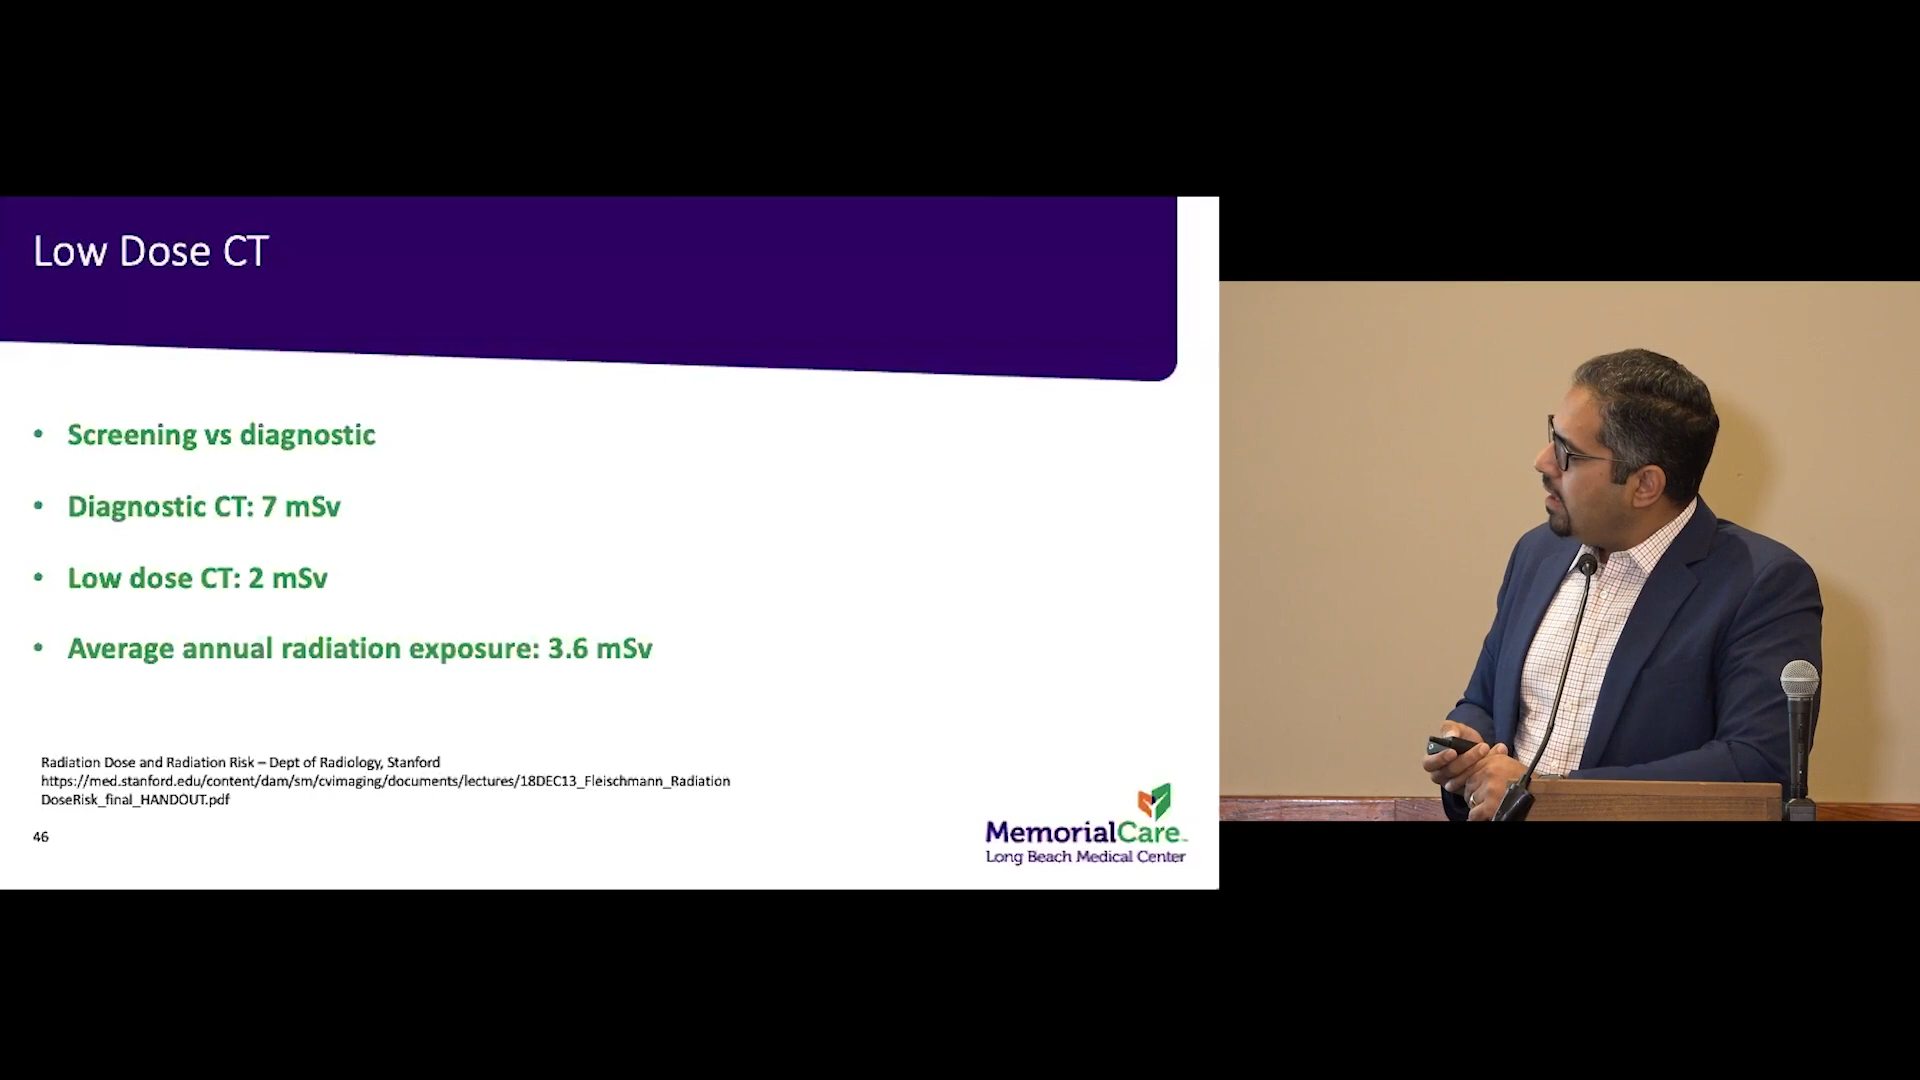 Low Dose CT
• Screening vs diagnostic
• Diagnostic CT: 7 mSv
• Low dose CT: 2 mSv
• Average annual radiation exposure: 3.6 mSv
Radiation Dose and Radiation Risk – Dept of Radiology, Stanford
https://med.stanford.edu/content/dam/sm/cvimaging/documents/lectures/18DEC13_Fleischmann_Radiation
DoseRisk_final_HANDOUT.pdf
46
MemorialCare™
Long Beach Medical Center